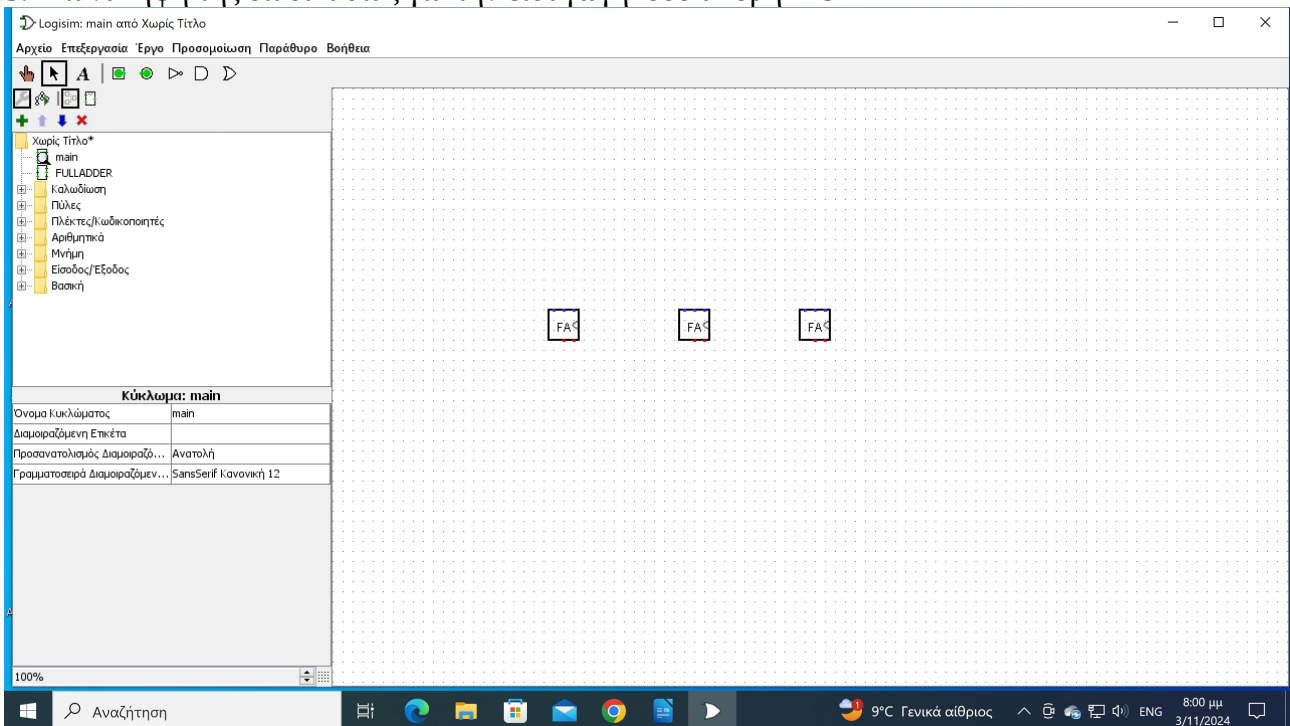 Logisim: main από Χωρίς Τίτλο
Αρχείο Επεξεργασία Έργο Προσομοίωση Παράθυρο Βοήθεια
A
Χωρίς Τίτλο*
main
FULLADDER
Καλωδίωση
Πύλες
Πλέκτες/Κωδικοποιητές
Αριθμητικά
Μνήμη
Είσοδος/Έξοδος
Βασική
FA FA FA
Κύκλωμα: main
Όνομα Κυκλώματος main
Διαμοιραζόμενη Ετικέτα
Προσανατολισμός Διαμοιραζό... Ανατολή
Γραμματοσειρά Διαμοιραζόμεν... SansSerif Κανονική 12
100%
Αναζήτηση
9°C Γενικά αίθριος ENG 8:00 μμ
3/11/2024